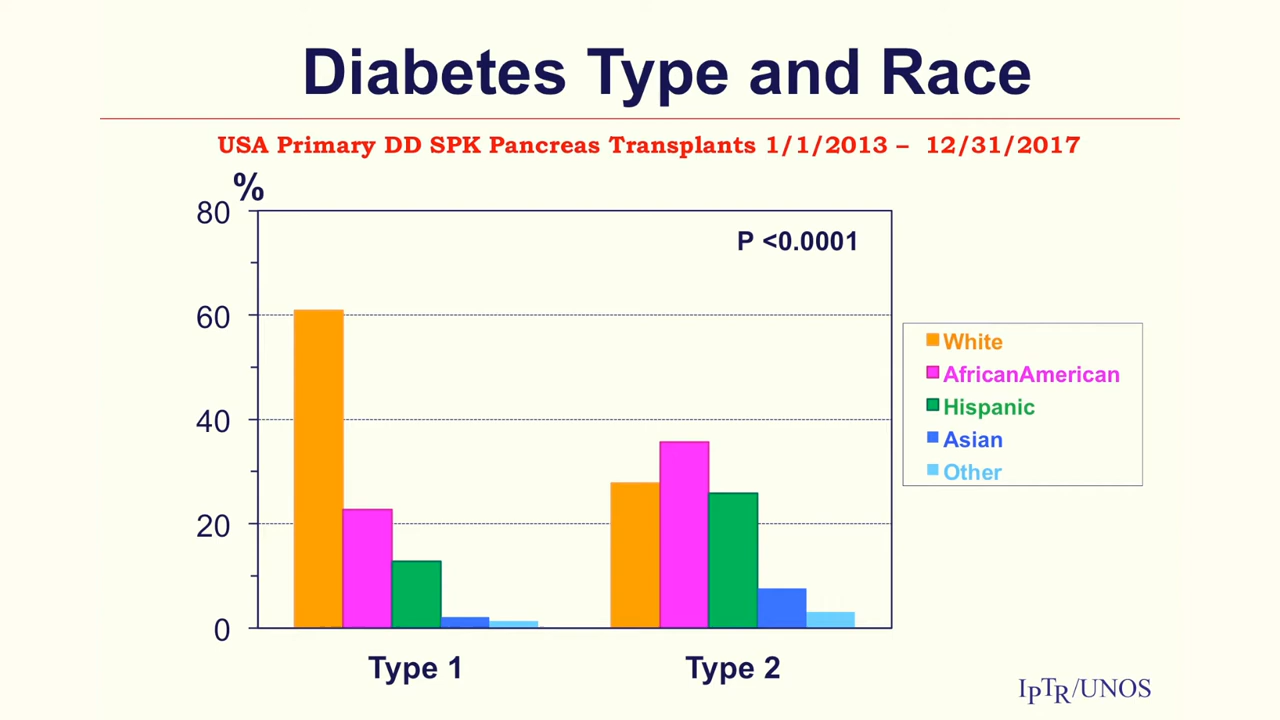 Diabetes Type and Race
USA Primary DD SPK Pancreas Transplants 1/1/2013 – 12/31/2017
%
80
60
40
20
0
P <0.0001
Type 1
Type 2
White
AfricanAmerican
Hispanic
Asian
Other
IPTR/UNOS